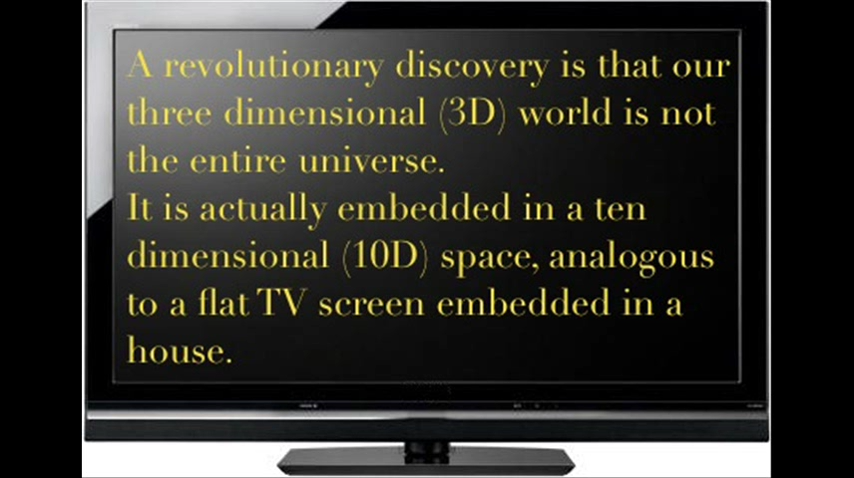 A revolutionary discovery is that our
three dimensional (3D) world is not
the entire universe.
It is actually embedded in a ten
dimensional (10D) space, analogous
to a flat TV screen embedded in a
house.